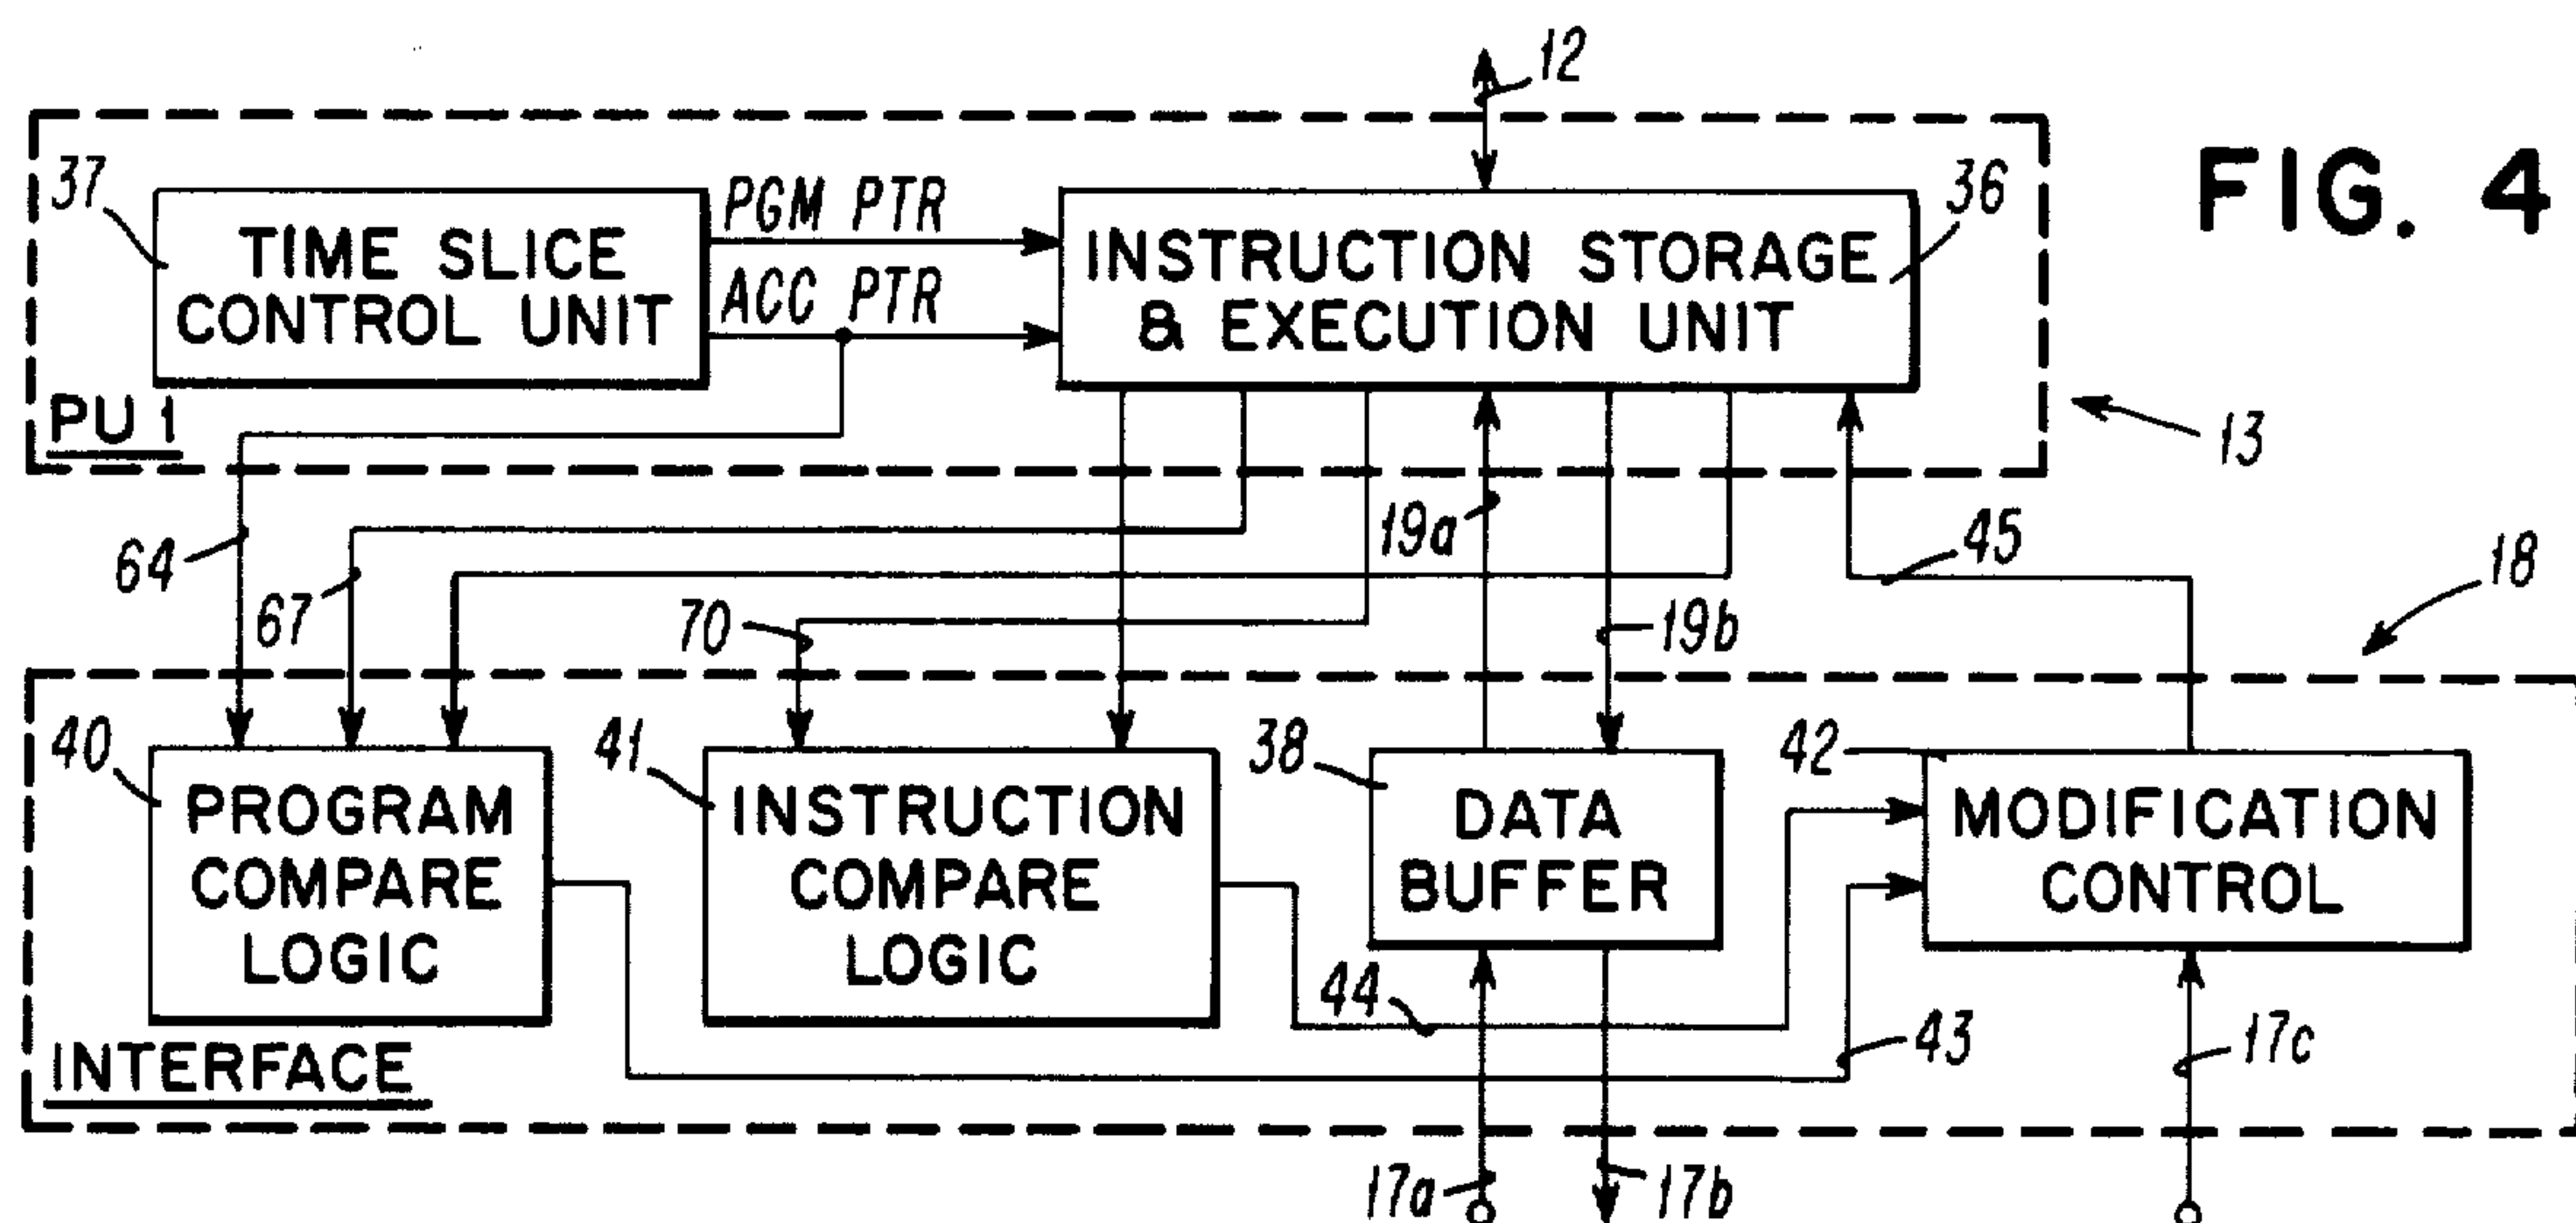 12
FIG. 4
37
PGM PTR
36
TIME SLICE
CONTROL UNIT
INSTRUCTION STORAGE
& EXECUTION UNIT
ACC PTR
PU 1
13
64
67
70
19a
19b
45
18
40
41
38
42
PROGRAM
COMPARE
LOGIC
INSTRUCTION
COMPARE
LOGIC
DATA
BUFFER
MODIFICATION
CONTROL
44
43
17c
INTERFACE
17a
17b